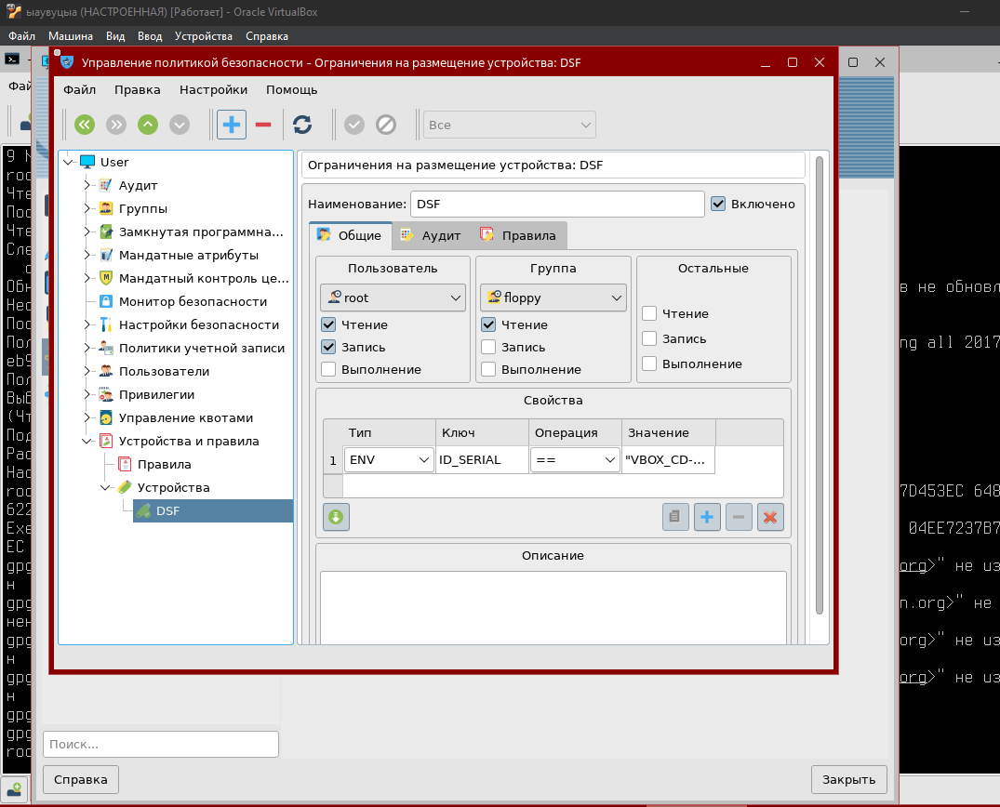 ыаувуцыа (НАСТРОЕННАЯ) [Работает] - Oracle VirtualBox
Файл Машина Вид Ввод Устройства Справка
Управление политикой безопасности - Ограничения на размещение устройства: DSF
Файл Правка Настройки Помощь
Все
User
Аудит
Группы
Замкнутая программна...
Мандатные атрибуты
Мандатный контроль це...
Монитор безопасности
Настройки безопасности
Политики учетной записи
Пользователи
Привилегии
Управление квотами
Устройства и правила
Правила
Устройства
DSF
Ограничения на размещение устройства: DSF
Наименование: DSF Включено
Общие Аудит Правила
Пользователь Группа Остальные
root floppy
Чтение Чтение Чтение
Запись Запись Запись
Выполнение Выполнение Выполнение
Свойства
Тип Ключ Операция Значение
1 ENV ID_SERIAL == "VBOX_CD-...
Описание
в не обновл
ng all 2017
7D453EC 648
04EE7237B7
org>" не из
n.org>" не
org>" не из
org>" не из
Поиск...
Справка Закрыть